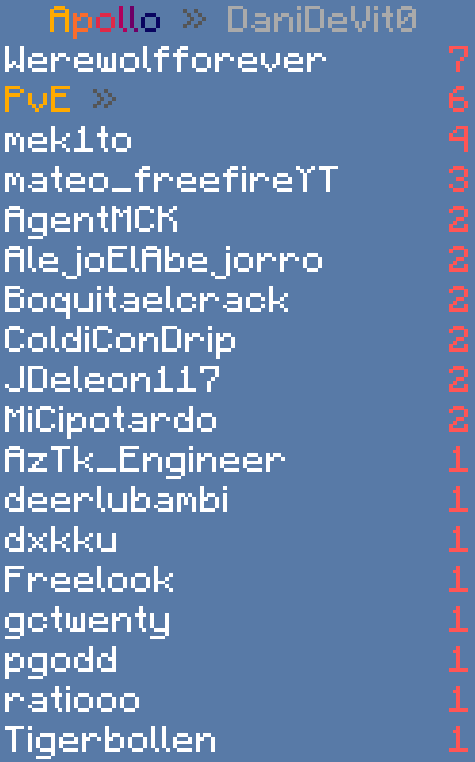 Apollo » DaniDeVit0
Werewolfforever 7
PvE » 6
mek1to 4
mateo_freefireYT 3
AgentMCK 2
AlejoElAbejorro 2
Boquitaelcrack 2
ColdiConDrip 2
JDeleon117 2
MiCipotardo 2
AzTk_Engineer 1
deerlubambi 1
dxkku 1
Freelook 1
gctwenty 1
pgodd 1
ratiooo 1
Tigerbollen 1